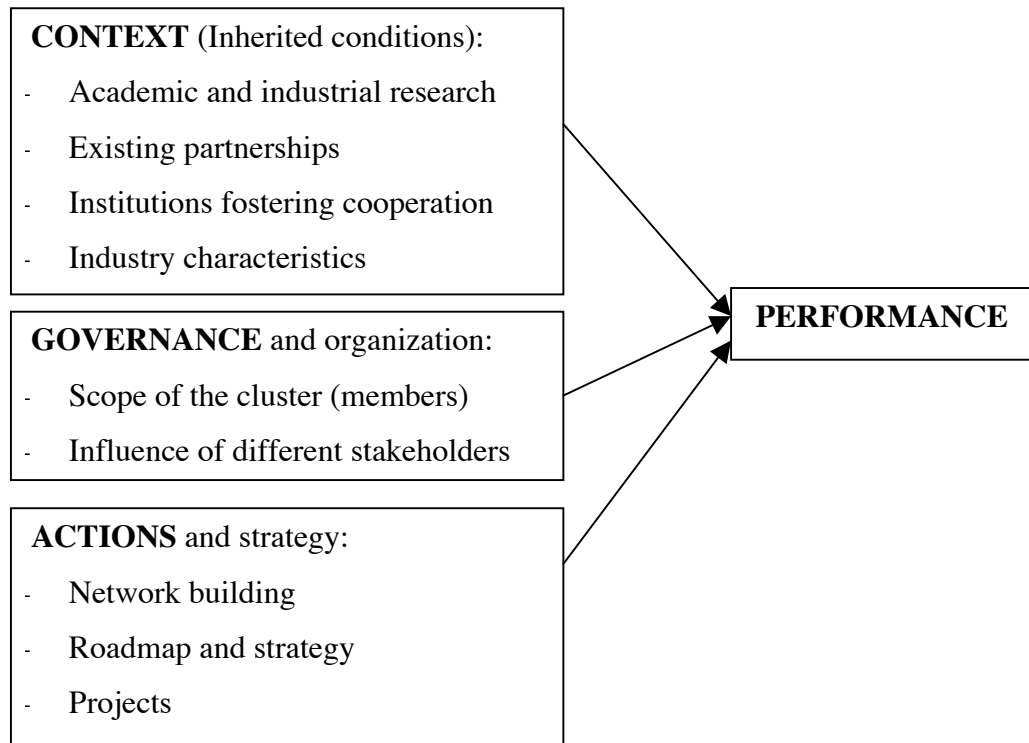 CONTEXT (Inherited conditions):
- Academic and industrial research
- Existing partnerships
- Institutions fostering cooperation
- Industry characteristics
GOVERNANCE and organization:
- Scope of the cluster (members)
- Influence of different stakeholders
ACTIONS and strategy:
- Network building
- Roadmap and strategy
- Projects
PERFORMANCE